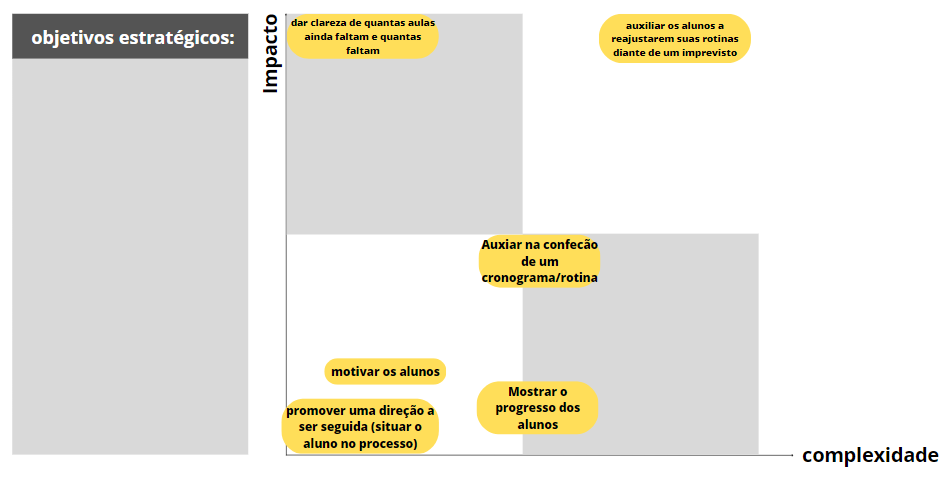 objetivos estratégicos:
Impacto
dar clareza de quantas aulas
ainda faltam e quantas
faltam
auxiliar os alunos a
reajustarem suas rotinas
diante de um imprevisto
Auxiar na confecão
de um
cronograma/rotina
motivar os alunos
promover uma direção a
ser seguida (situar o
aluno no processo)
Mostrar o
progresso dos
alunos
complexidade